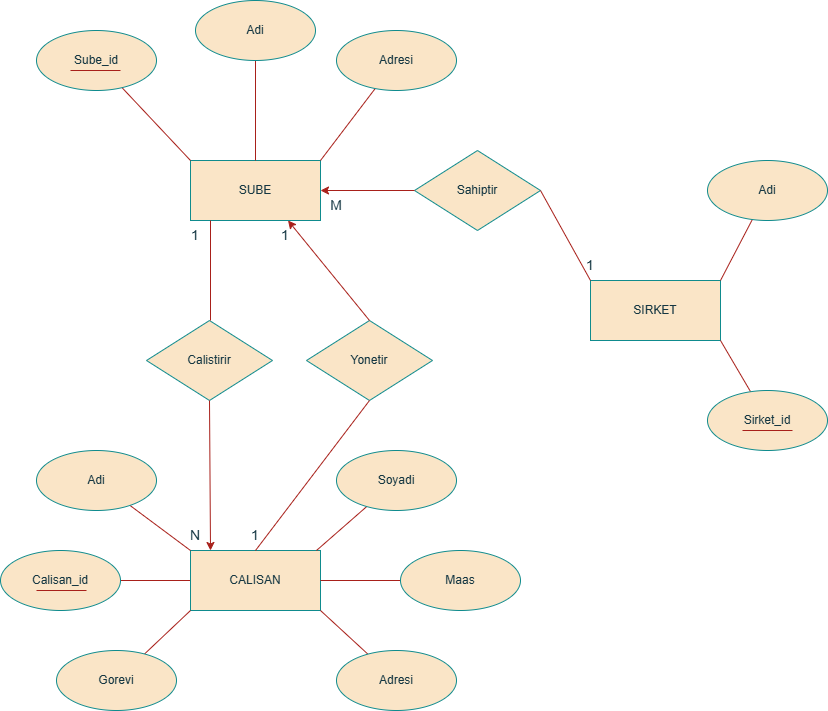 Adi
Sube_id
Adresi
SUBE
Sahiptir
Adi
M
1
1
1
SIRKET
Calistirir
Yonetir
Sirket_id
Adi
Soyadi
N
1
Calisan_id
CALISAN
Maas
Gorevi
Adresi